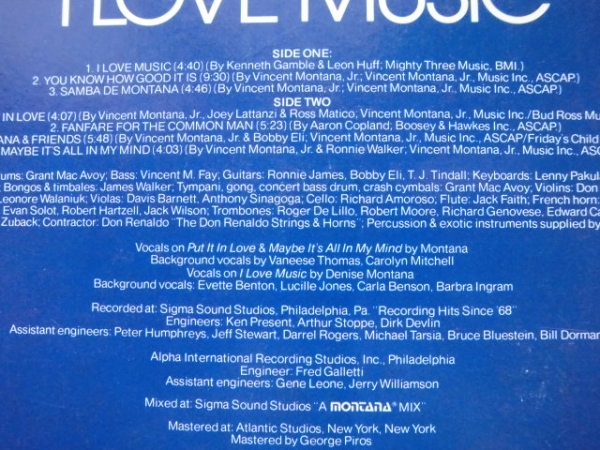 I LOVE MUSIC
SIDE ONE:
1. I LOVE MUSIC (4:40) (By Kenneth Gamble & Leon Huff; Mighty Three Music, BMI.)
2. YOU KNOW HOW GOOD IT IS (9:30) (By Vincent Montana, Jr.; Vincent Montana, Jr., Music Inc., ASCAP.)
3. SAMBA DE MONTANA (4:46) (By Vincent Montana, Jr.; Vincent Montana, Jr., Music Inc., ASCAP.)
SIDE TWO
IN LOVE (4:07) (By Vincent Montana, Jr., Joey Lattanzi & Ross Matico; Vincent Montana, Jr., Music Inc./Bud Ross Mu
2. FANFARE FOR THE COMMON MAN (5:23) (By Aaron Copland; Boosey & Hawkes Inc., ASCAP.)
ANA & FRIENDS (5:48) (By Vincent Montana, Jr. & Bobby Eli; Vincent Montana, Jr., Music Inc., ASCAP/Friday's Child
MAYBE IT'S ALL IN MY MIND (4:03) (By Vincent Montana, Jr. & Ronnie Walker; Vincent Montana, Jr., Music Inc., ASC
ums: Grant Mac Avoy; Bass: Vincent M. Fay; Guitars: Ronnie James, Bobby Eli, T. J. Tindall; Keyboards: Lenny Pakula
; Bongos & timbales: James Walker; Tympani, gong, concert bass drum, crash cymbals: Grant Mac Avoy; Violins: Don
Leonore Walaniuk; Violas: Davis Barnett, Anthony Sinagoga; Cello: Richard Amoroso; Flute: Jack Faith; French horn:
Evan Solot, Robert Hartzell, Jack Wilson; Trombones: Roger De Lillo, Robert Moore, Richard Genovese, Edward Ca
Zuback; Contractor: Don Renaldo "The Don Renaldo Strings & Horns"; Percussion & exotic instruments supplied by
Vocals on Put It In Love & Maybe It's All In My Mind by Montana
Background vocals by Vaneese Thomas, Carolyn Mitchell
Vocals on I Love Music by Denise Montana
Background vocals: Evette Benton, Lucille Jones, Carla Benson, Barbra Ingram
Recorded at: Sigma Sound Studios, Philadelphia, Pa. "Recording Hits Since '68"
Engineers: Ken Present, Arthur Stoppe, Dirk Devlin
Assistant engineers: Peter Humphreys, Jeff Stewart, Darrel Rogers, Michael Tarsia, Bruce Bluestein, Bill Dorman
Alpha International Recording Studios, Inc., Philadelphia
Engineer: Fred Galletti
Assistant engineers: Gene Leone, Jerry Williamson
Mixed at: Sigma Sound Studios "A MONTANA® MIX"
Mastered at: Atlantic Studios, New York, New York
Mastered by George Piros